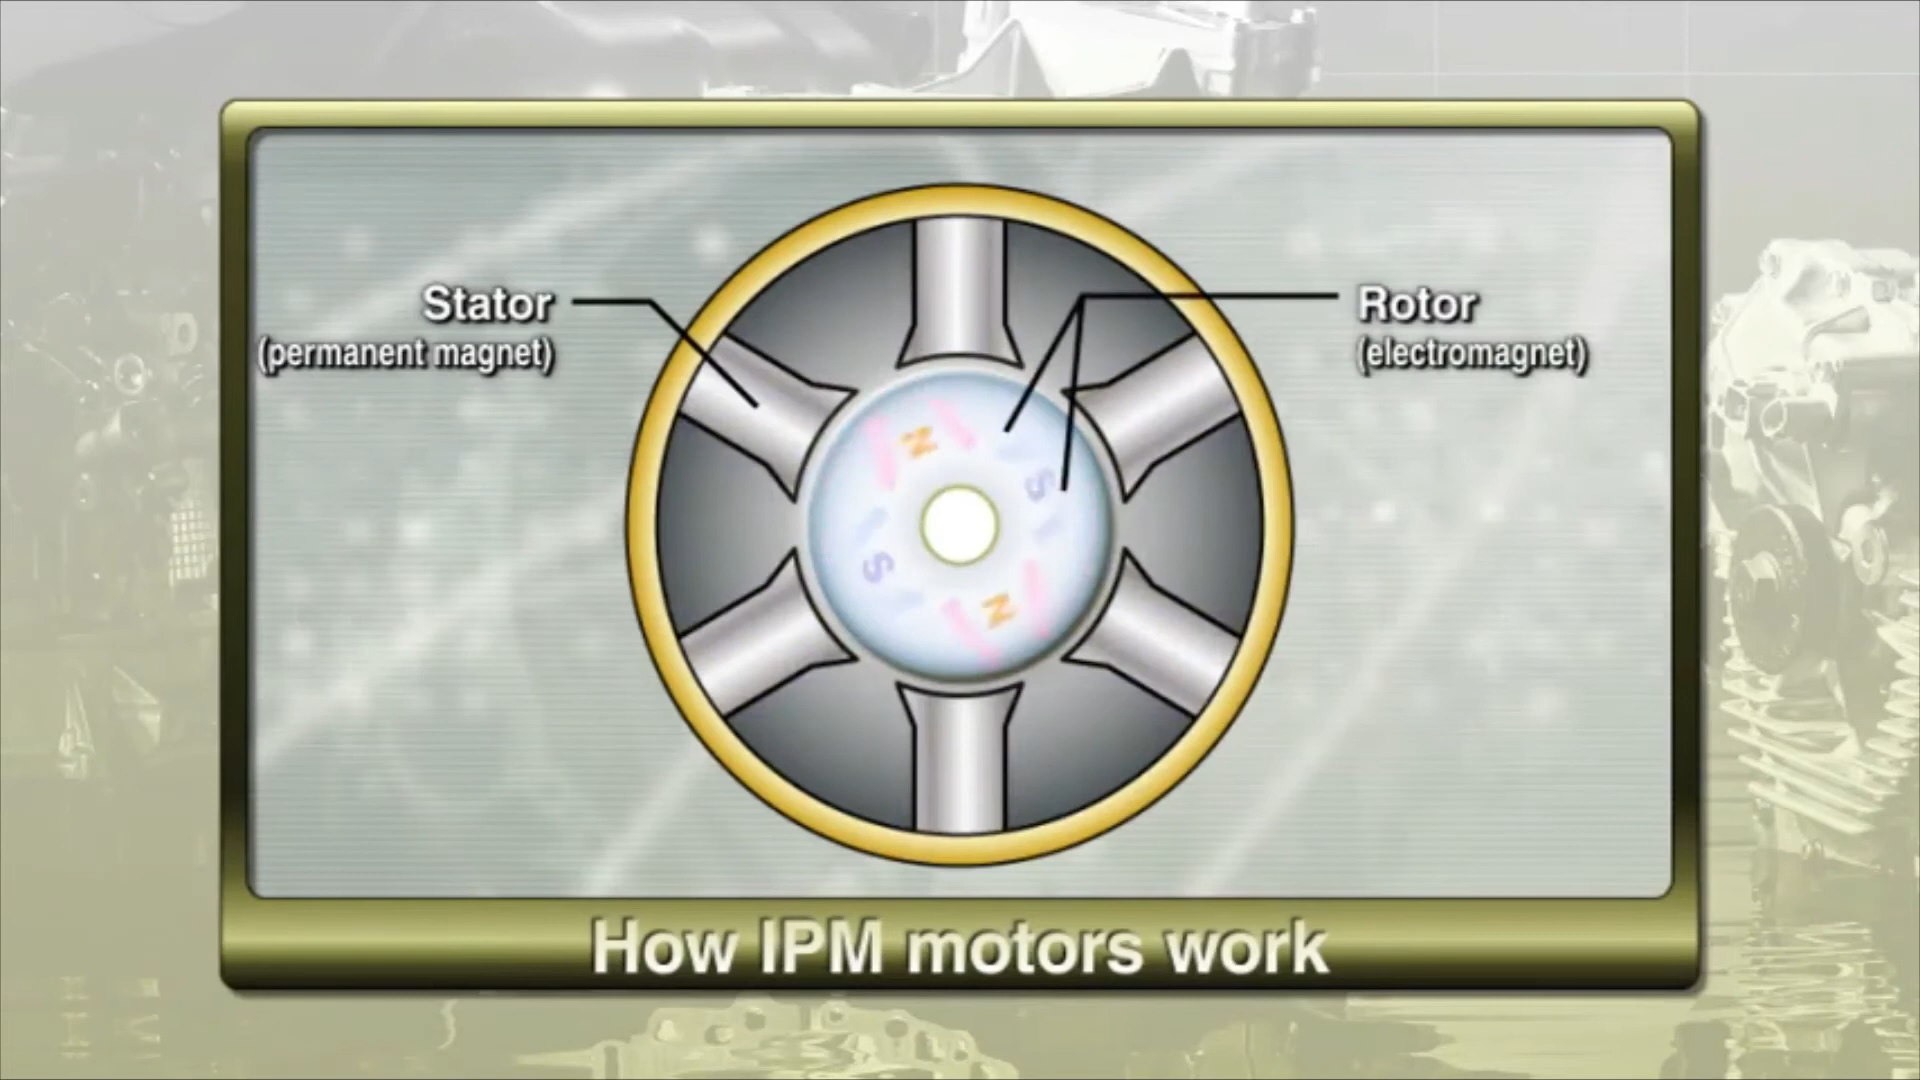 Stator
(permanent magnet)
Rotor
(electromagnet)
N
S
S
N
How IPM motors work